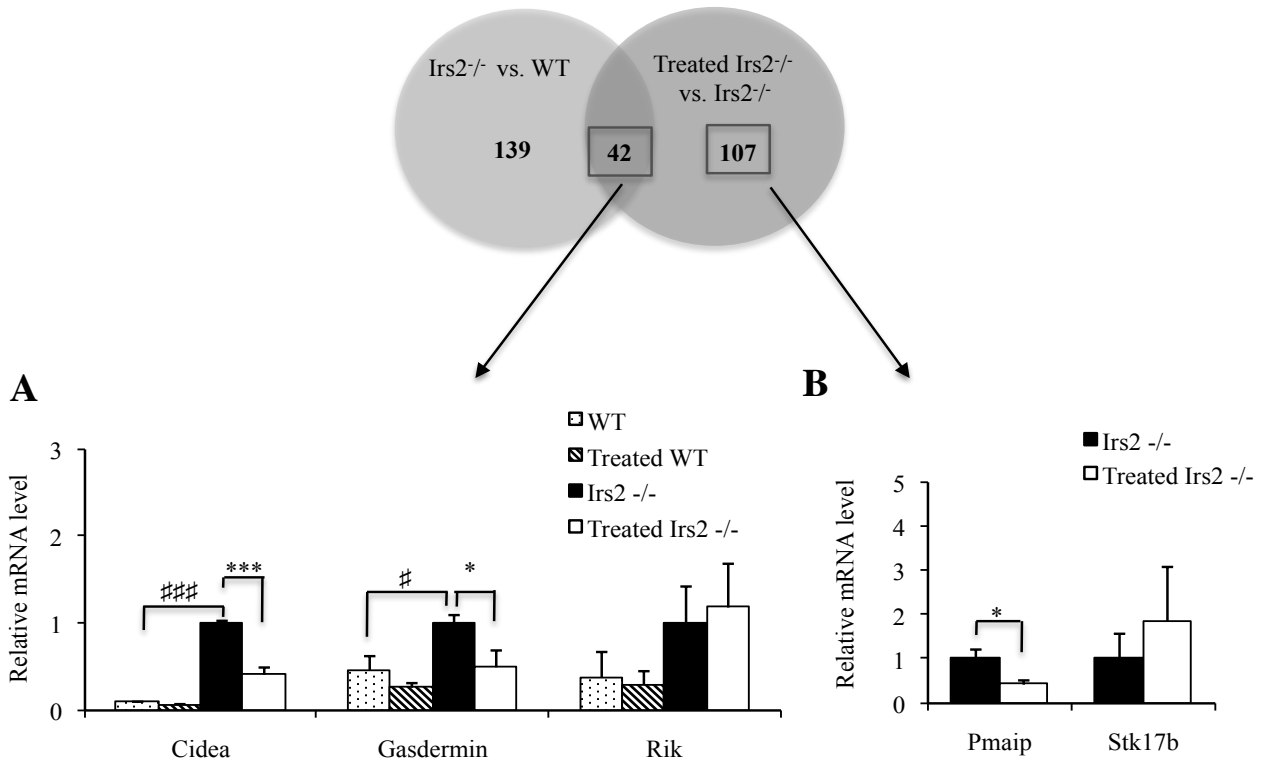 Irs2-/- vs. WT
Treated Irs2-/-
vs. Irs2-/-
139
42
107
A
WT
Treated WT
Irs2 -/-
Treated Irs2 -/-
Relative mRNA level
3
2
1
0
♯♯♯
***
♯
*
Cidea
Gasdermin
Rik
B
Irs2 -/-
Treated Irs2 -/-
Relative mRNA level
5
4
3
2
1
0
*
Pmaip
Stk17b